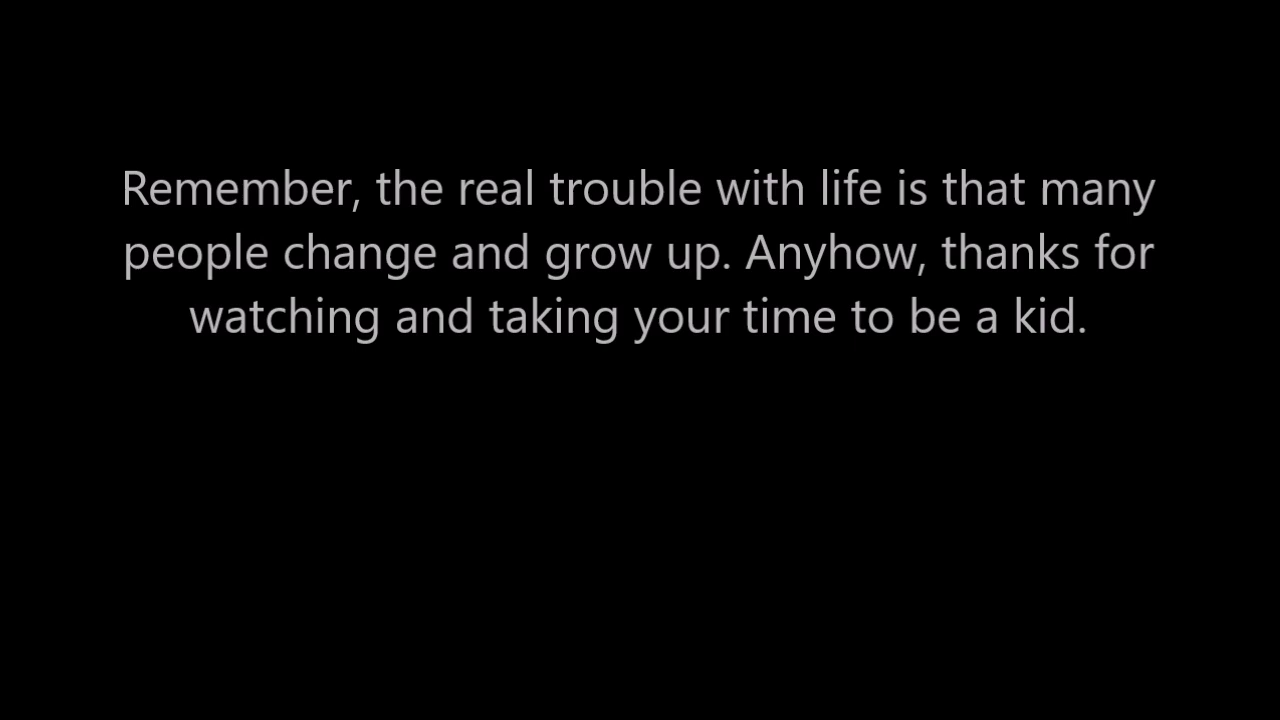 Remember, the real trouble with life is that many
people change and grow up. Anyhow, thanks for
watching and taking your time to be a kid.